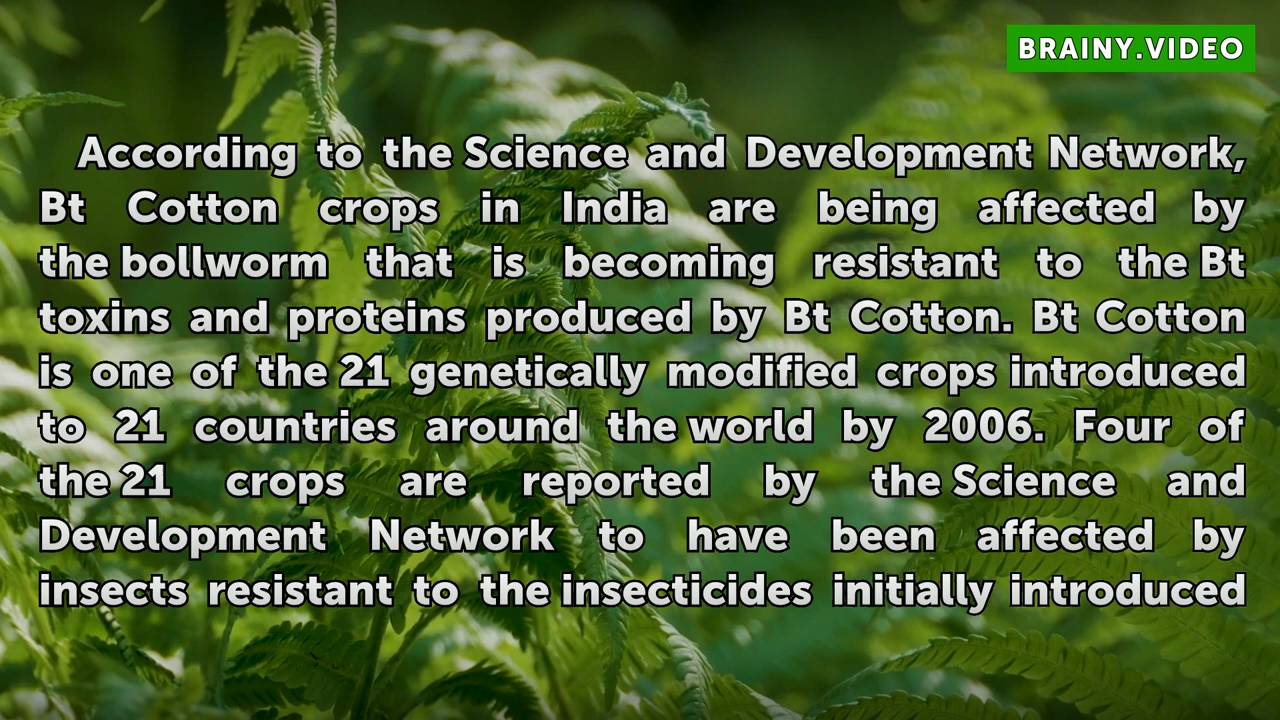 BRAINY.VIDEO
According to the Science and Development Network,
Bt Cotton crops in India are being affected by
the bollworm that is becoming resistant to the Bt
toxins and proteins produced by Bt Cotton. Bt Cotton
is one of the 21 genetically modified crops introduced
to 21 countries around the world by 2006. Four of
the 21 crops are reported by the Science and
Development Network to have been affected by
insects resistant to the insecticides initially introduced